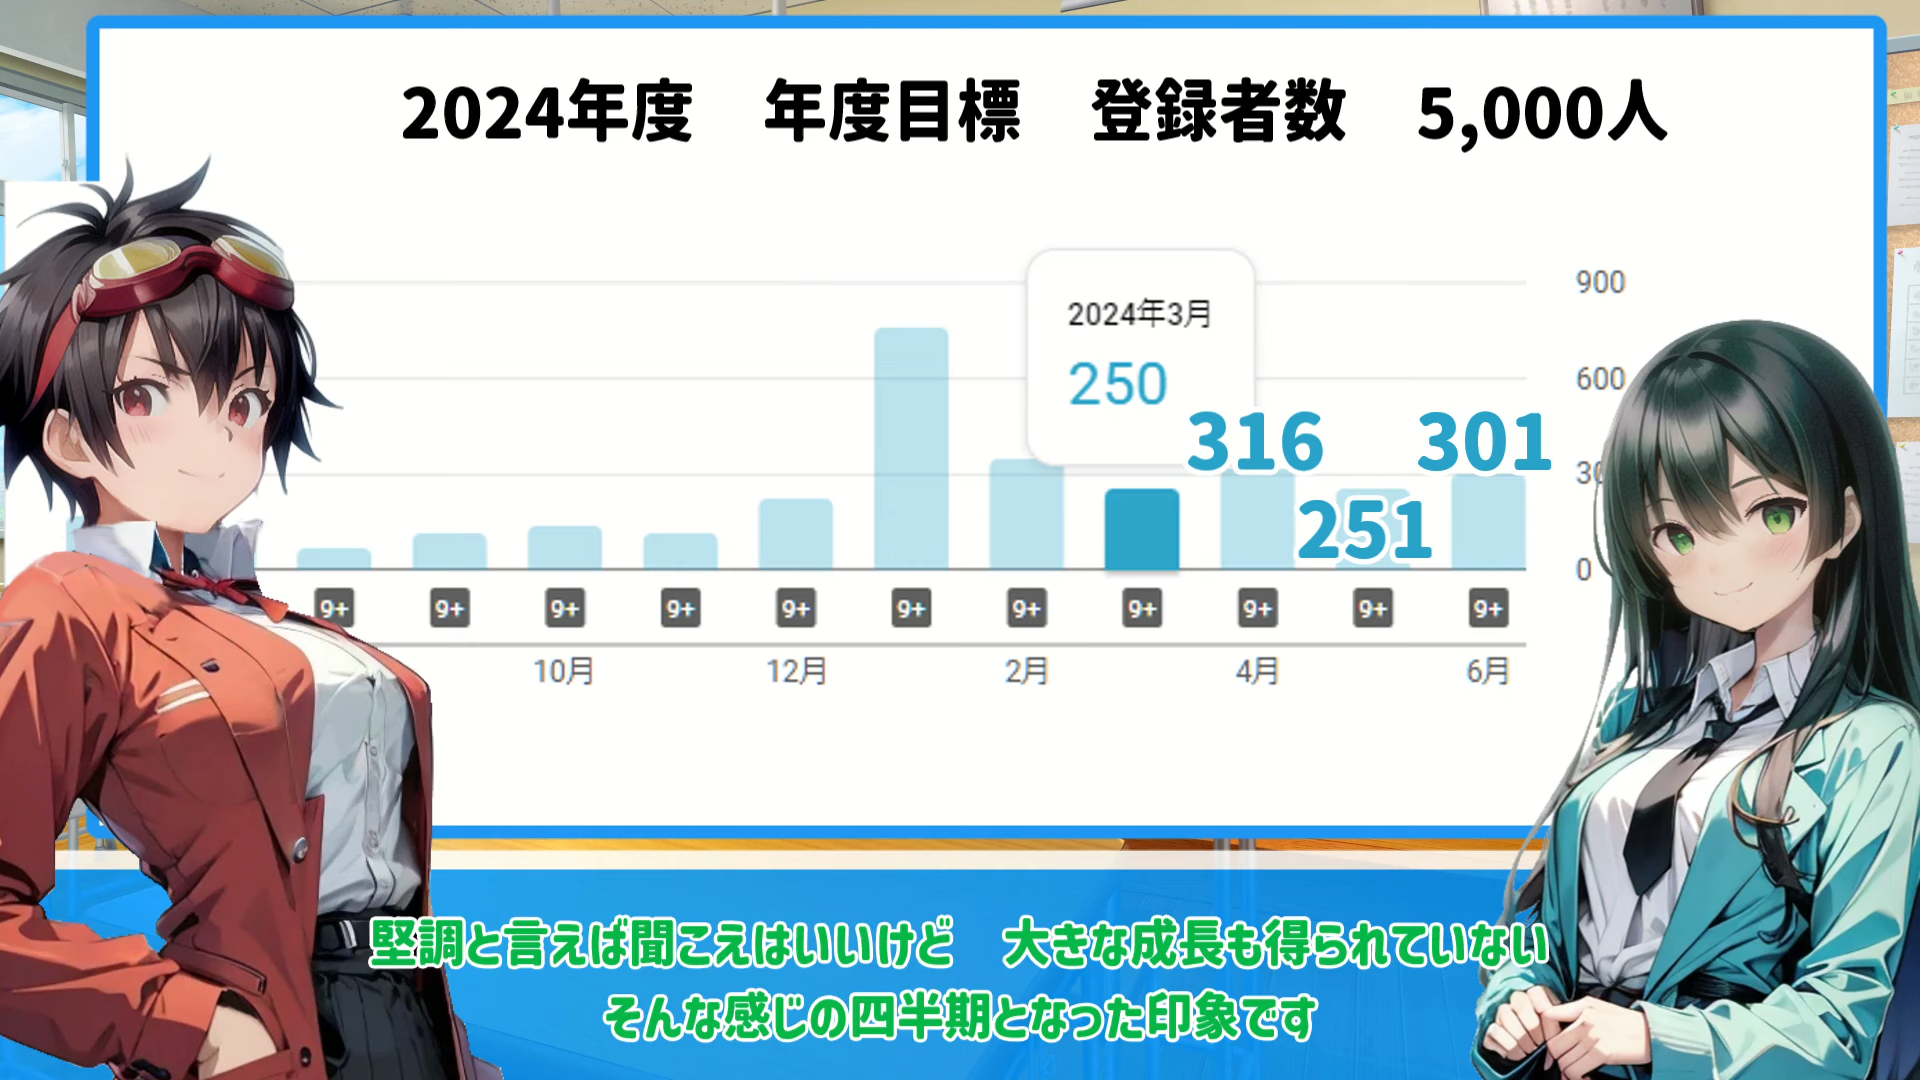 2024年度　年度目標　登録者数　5,000人
900
2024年3月
250
600
316
301
30
251
0
9+ 9+ 9+ 9+ 9+ 9+ 9+ 9+ 9+ 9+ 9+
10月 12月 2月 4月 6月
堅調と言えば聞こえはいいけど　大きな成長も得られていない
そんな感じの四半期となった印象です